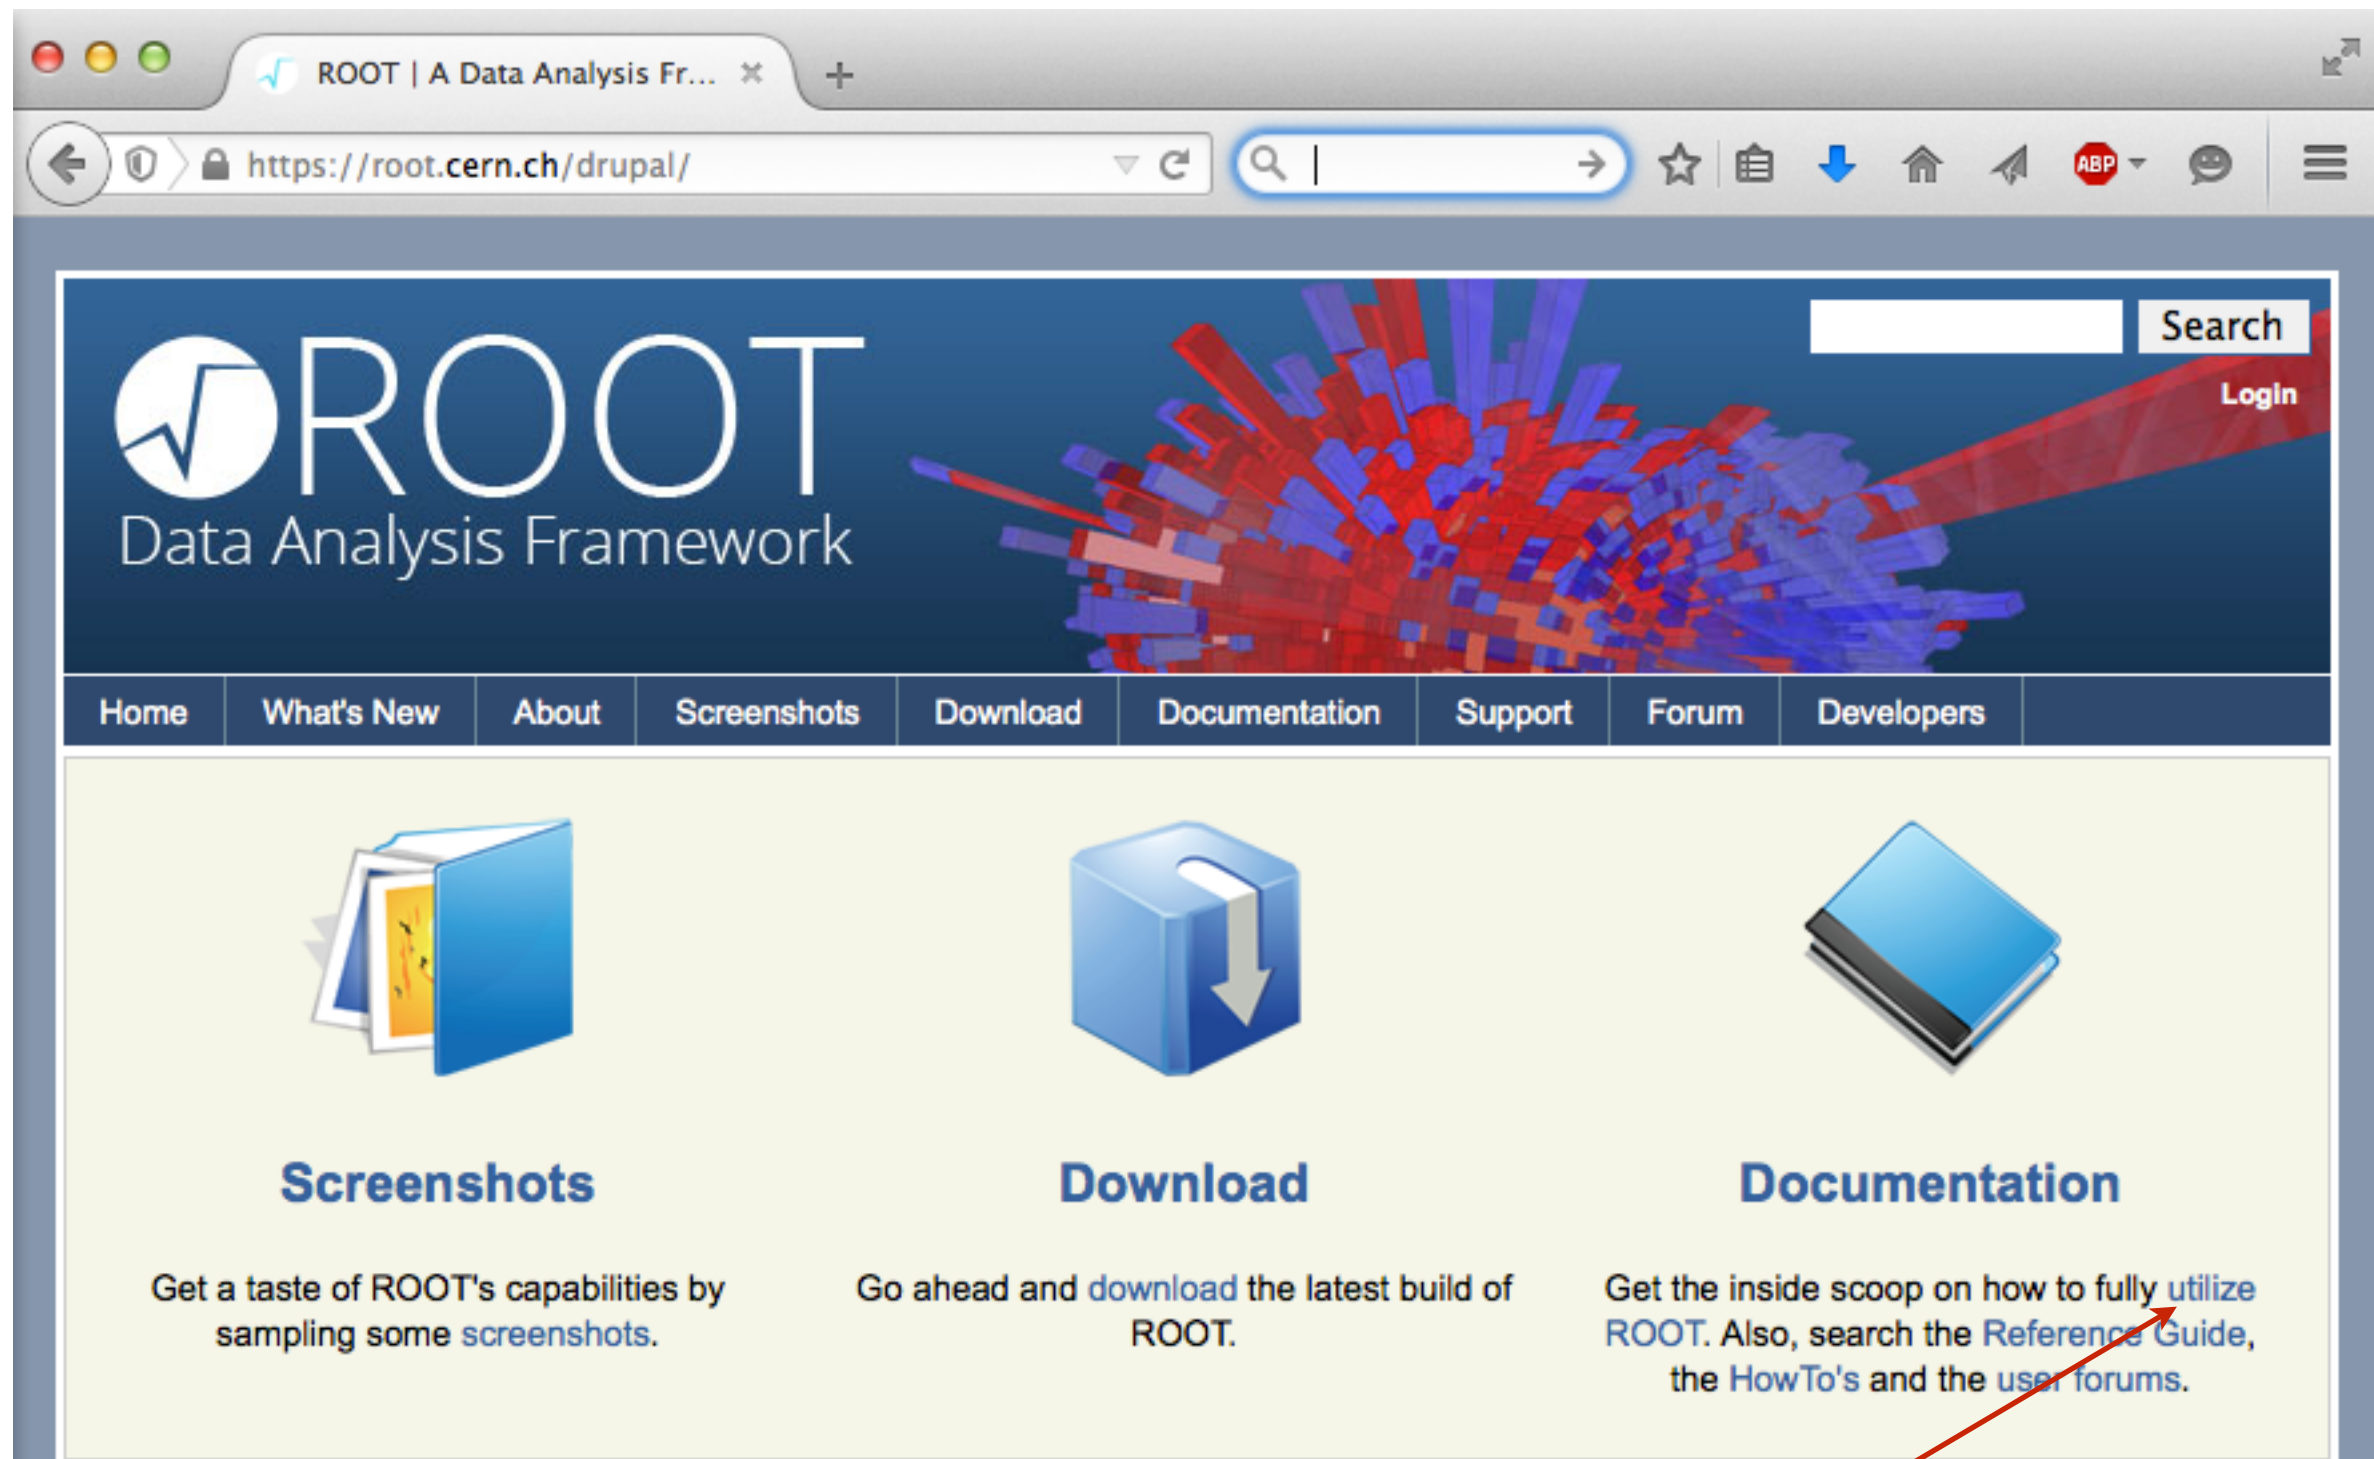 ROOT | A Data Analysis Fr...
https://root.cern.ch/drupal/
ABP
Search
Login
ROOT
Data Analysis Framework
Home What's New About Screenshots Download Documentation Support Forum Developers
Screenshots
Get a taste of ROOT's capabilities by
sampling some screenshots.
Download
Go ahead and download the latest build of
ROOT.
Documentation
Get the inside scoop on how to fully utilize
ROOT. Also, search the Reference Guide,
the HowTo's and the user forums.